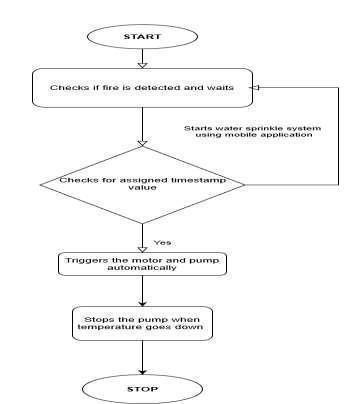 START
Checks if fire is detected and waits
Starts water sprinkle system
using mobile application
Checks for assigned timestamp
value
Yes
Triggers the motor and pump
automatically
Stops the pump when
temperature goes down
STOP